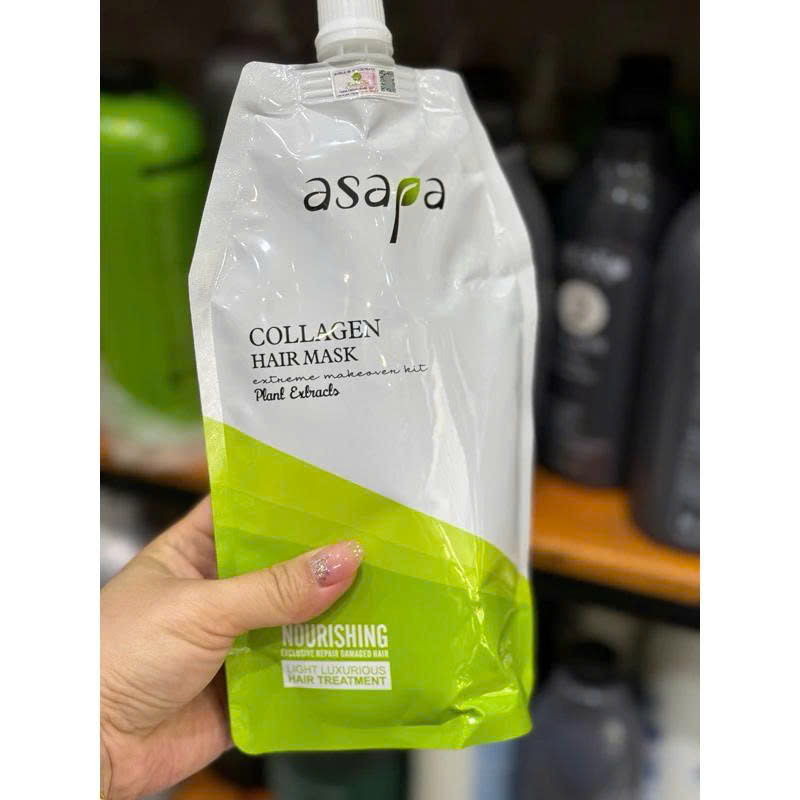 asapa
COLLAGEN
HAIR MASK
extreme makeover kit
Plant Extracts
NOURISHING
EXCLUSIVE REPAIR DAMAGED HAIR
LIGHT LUXURIOUS
HAIR TREATMENT